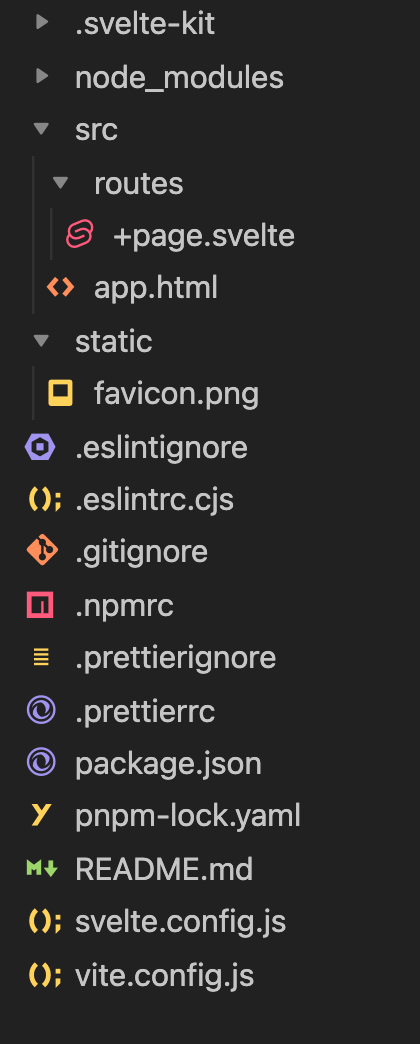 .svelte-kit
node_modules
src
routes
+page.svelte
app.html
static
favicon.png
.eslintignore
.eslintrc.cjs
.gitignore
.npmrc
.prettierignore
.prettierrc
package.json
pnpm-lock.yaml
README.md
svelte.config.js
vite.config.js